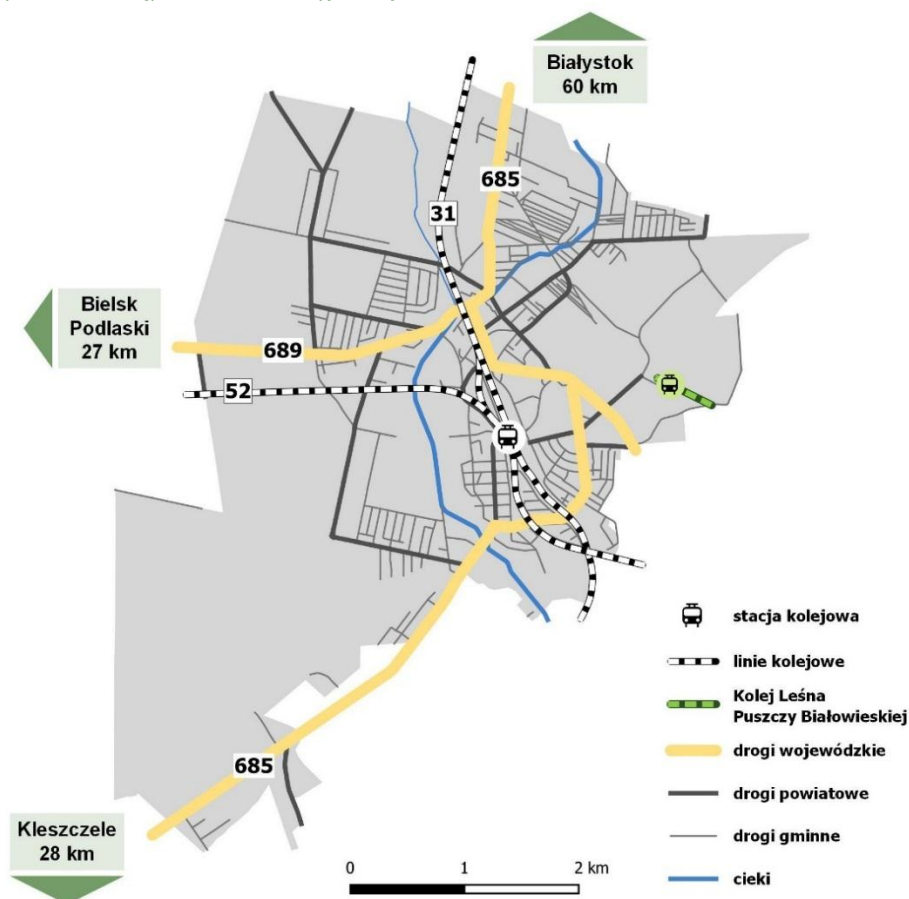 Białystok
60 km
685
31
Bielsk
Podlaski
27 km
689
52
685
Kleszczele
28 km
stacja kolejowa
linie kolejowe
Kolej Leśna
Puszczy Białowieskiej
drogi wojewódzkie
drogi powiatowe
drogi gminne
cieki
0 1 2 km